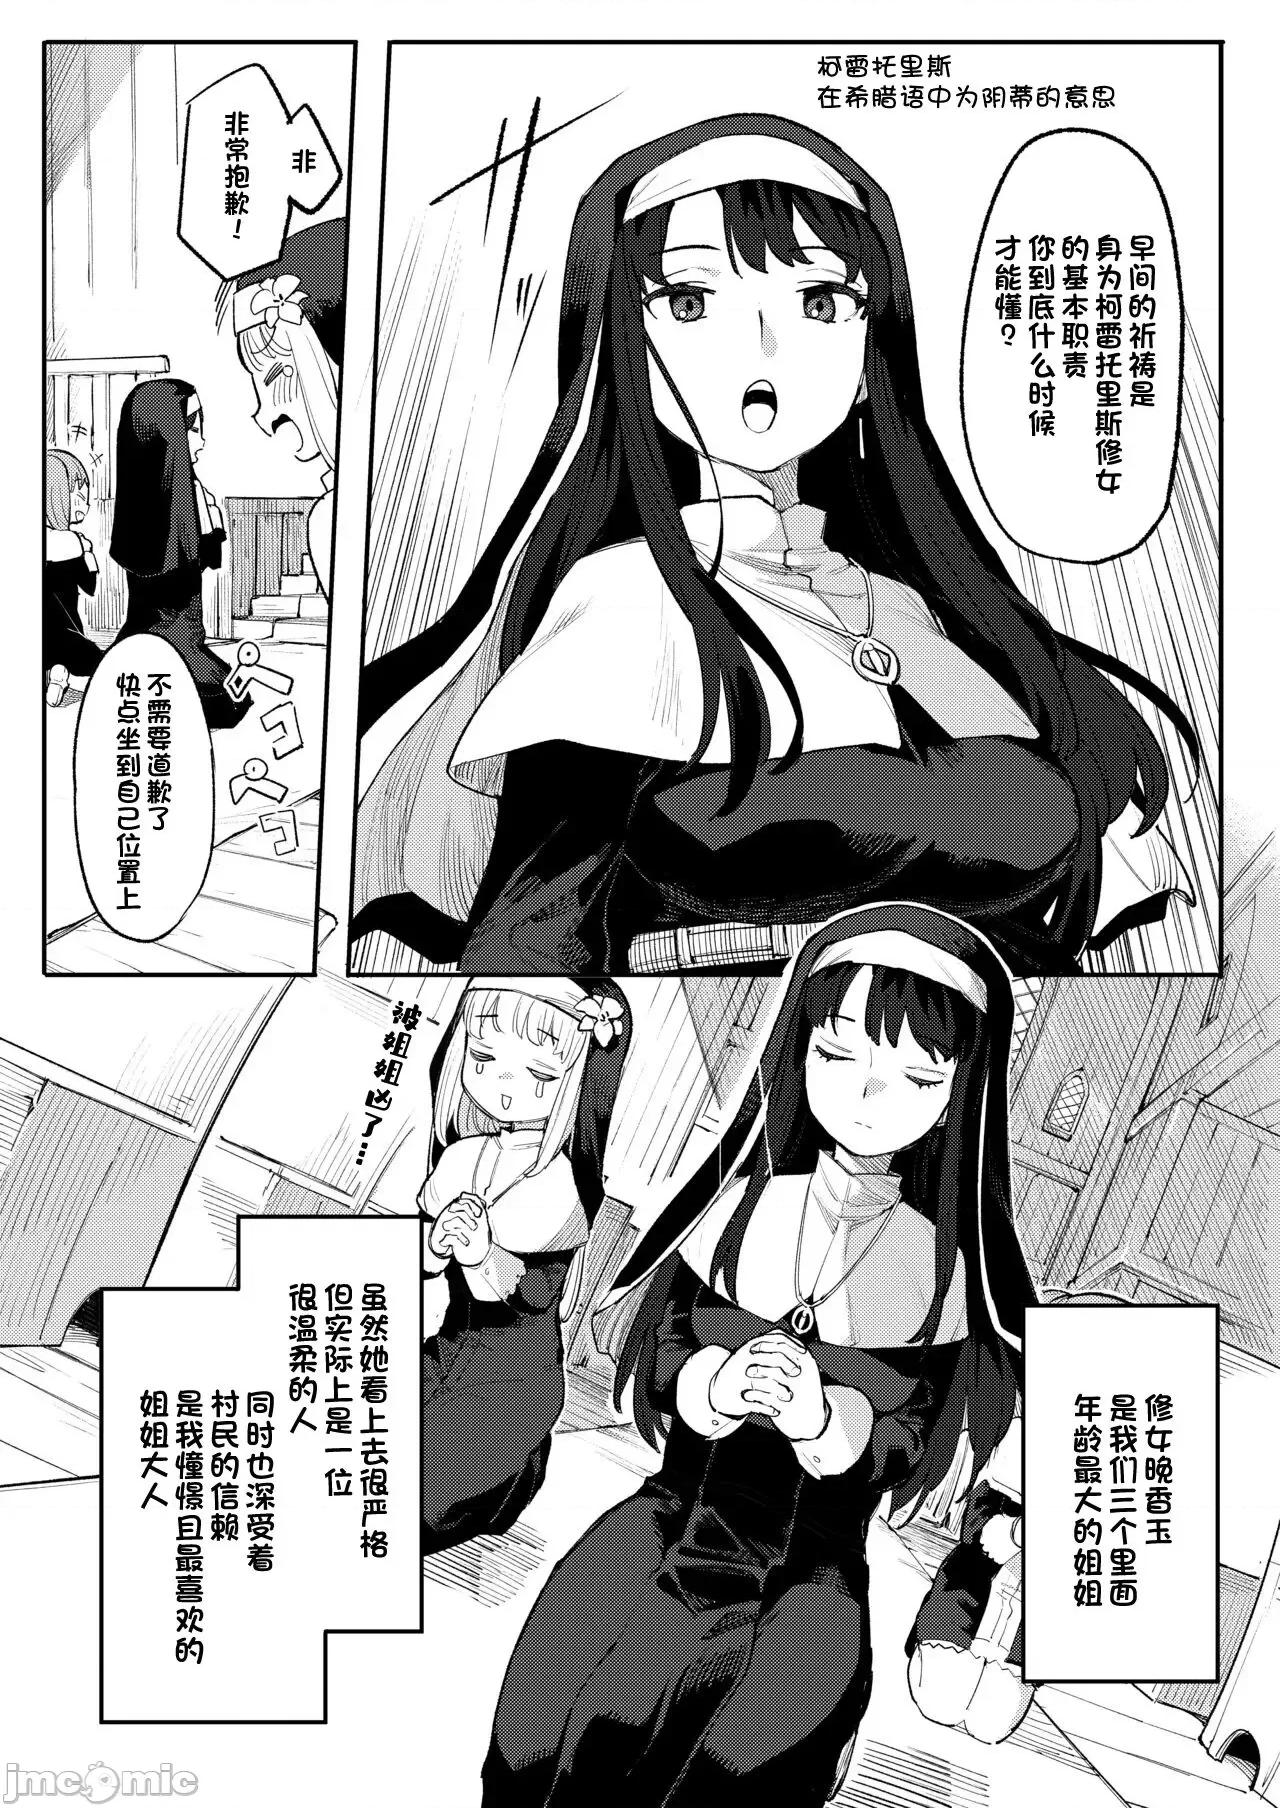 柯雷托里斯
在希腊语中为阴蒂的意思
早间的祈祷是
身为柯雷托里斯修女
的基本职责
你到底什么时候
才能懂？
非
非常抱歉！
ペコ
ペコ
不需要道歉了
快点坐到自己位置上
被姐姐凶了…
修女晚香玉
是我们三个里面
年龄最大的姐姐
虽然她看上去很严格
但实际上是一位
很温柔的人
同时也深受着
村民的信赖
是我憧憬且最喜欢的
姐姐大人
jmcomic